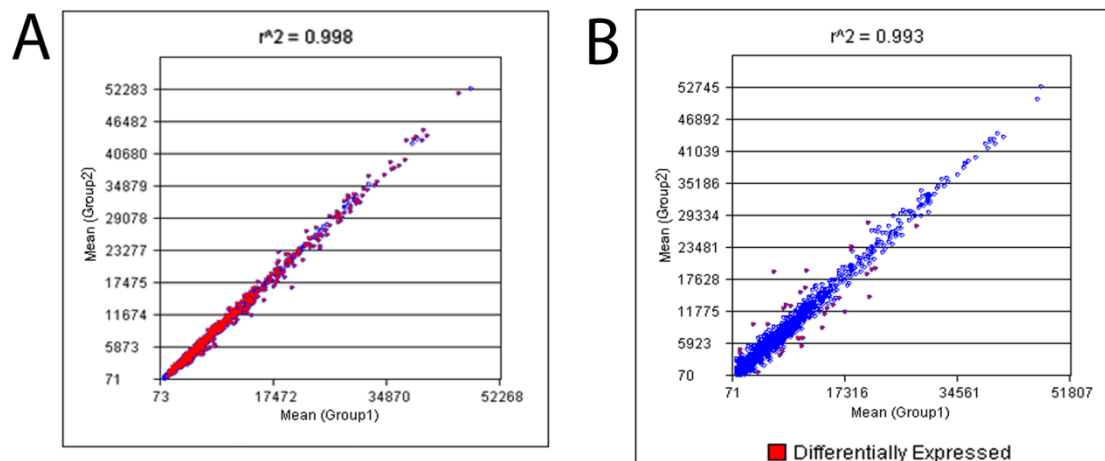 A
r^2 = 0.998
Mean (Group2)
52283
46482
40680
34879
29078
23277
17475
11674
5873
71
73 17472 34870 52268
Mean (Group1)
B
r^2 = 0.993
Mean (Group2)
52745
46892
41039
35186
29334
23481
17628
11775
5923
70
71 17316 34561 51807
Mean (Group1)
Differentially Expressed